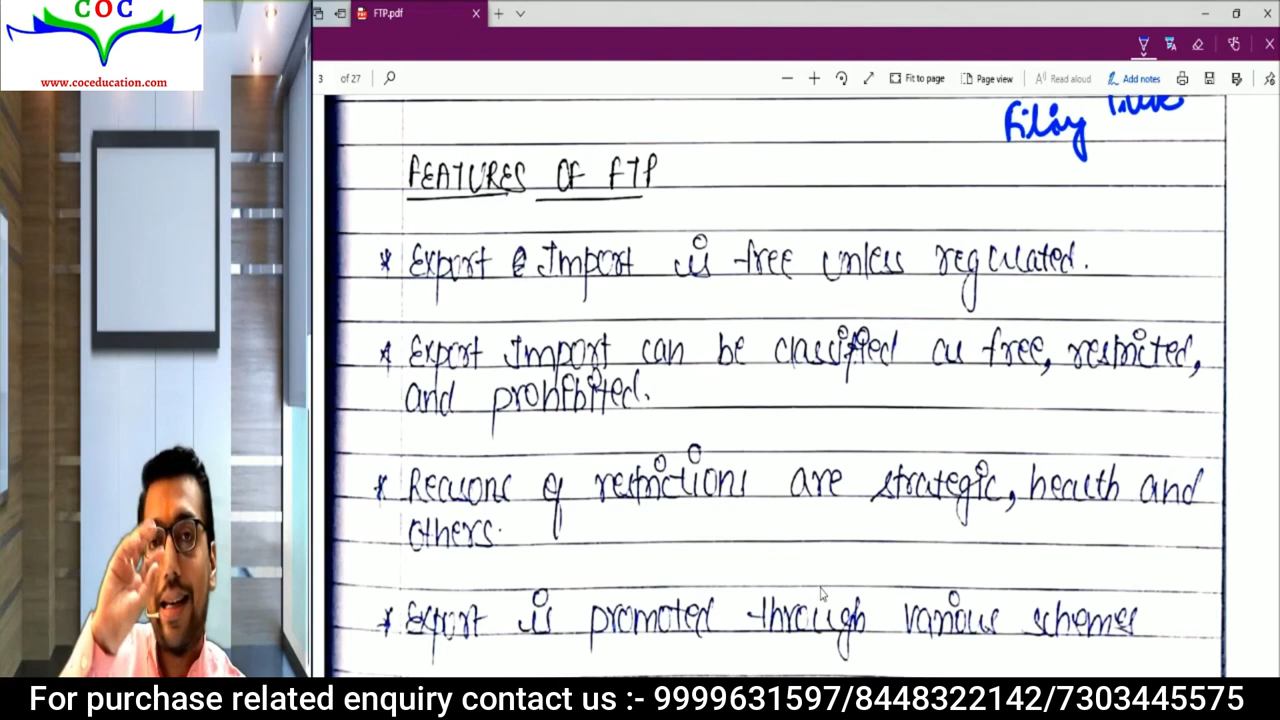 COC
www.coceducation.com
FTP.pdf
3 of 27
Fit to page
Page view
Read aloud
Add notes
Filing
FEATURES OF FTP
* Export & Import is free unless regulated.
* Export Import can be classified as free, restricted,
and prohibited.
* Reasons of restrictions are strategic, health and
others.
* Export is promoted through various schemes
For purchase related enquiry contact us :- 9999631597/8448322142/7303445575